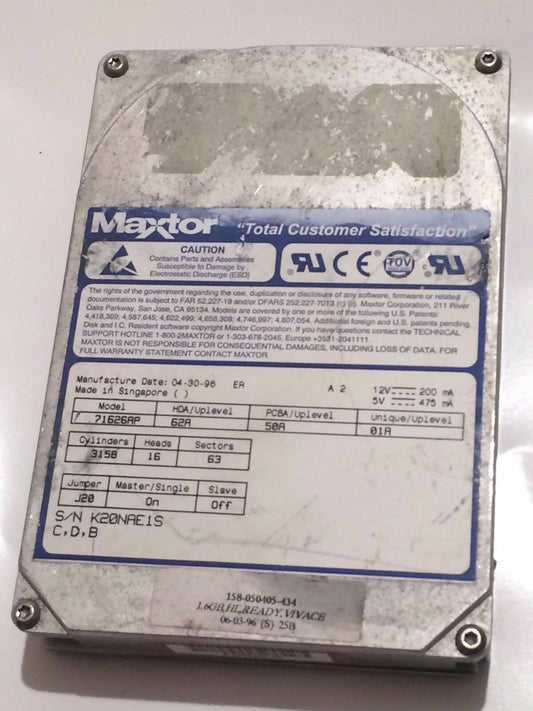 Maxtor "Total Customer Satisfaction"
CAUTION
Contains Parts and Assemblies
Susceptible to Damage by
Electrostatic Discharge (ESD)
The rights of the government regarding the use, duplication or disclosure of any software, firmware or related
documentation is subject to FAR 52.227-19 and/or DFARS 252.227-7013 (c) (i). Maxtor Corporation, 211 River
Oaks Parkway, San Jose, CA 95134. Models are covered by one or more of the following U.S. Patents:
4,418,369; 4,587,645; 4,622,489; 4,658,309; 4,746,997; 4,807,054. Additional foreign and U.S. patents pending.
Disk and I.C. Resident software copyright Maxtor Corporation. If you have questions contact the TECHNICAL
SUPPORT HOTLINE 1-800-2MAXTOR or 1-303-678-2045, Europe +3531-2041111.
MAXTOR IS NOT RESPONSIBLE FOR CONSEQUENTIAL DAMAGES, INCLUDING LOSS OF DATA. FOR
FULL WARRANTY STATEMENT CONTACT MAXTOR.
Manufacture Date: 04-30-96 ER A 2 12V 200 mA
Made in Singapore ( ) 5V 475 mA
Model HDA/Uplevel PCBA/Uplevel Unique/Uplevel
71626AP 62A 50A 01A
Cylinders Heads Sectors
3158 16 63
Jumper Master/Single Slave
J20 On Off
S/N K20NAE1S
C,D,B
158-050405-434
1.6GB,HI,READY,VIVACE
06-03-96 (S) 25B